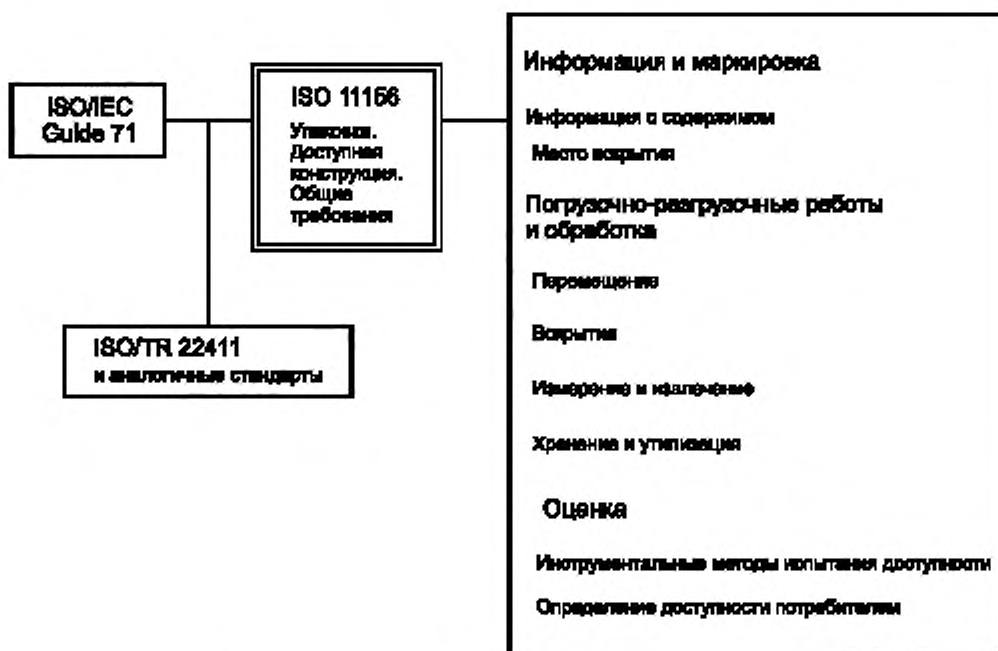 ISO/IEC
Guide 71
ISO 11156
Упаковка.
Доступная
конструкция.
Общие
требования
ISO/TR 22411
и аналогичные стандарты
Информация и маркировка
Информация о содержимом
Место вскрытия
Погрузочно-разгрузочные работы
и обработка
Перемещение
Вскрытие
Измерение и извлечение
Хранение и утилизация
Оценка
Инструментальные методы испытания доступности
Определение доступности потребителем